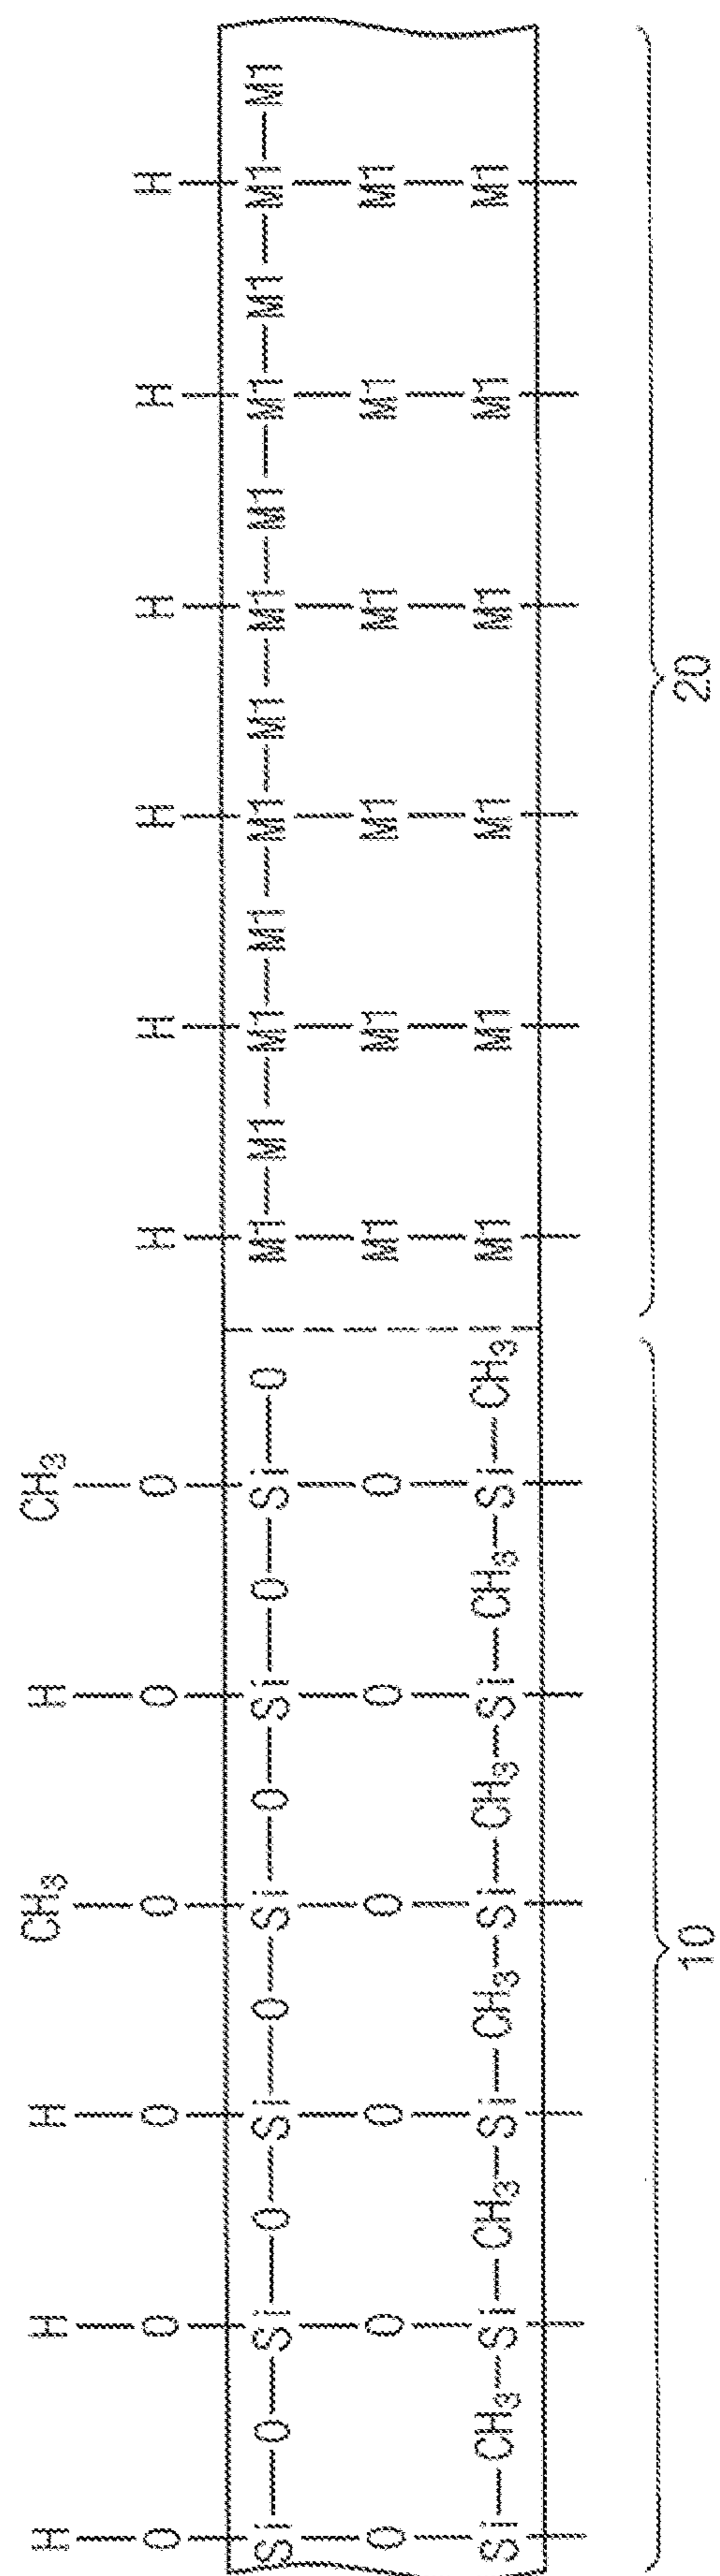 H H H CH₃ H CH₃
O O O O O O H H H H H H
Si—O—Si—O—Si—O—Si—O—Si—O—Si—O M1—M1—M1—M1—M1—M1—M1—M1—M1—M1—M1—M1
O O O O O O M1 M1 M1 M1 M1 M1
Si—CH₃—Si—CH₃—Si—CH₃—Si—CH₃—Si—CH₃—Si—CH₃ M1 M1 M1 M1 M1 M1
10 20